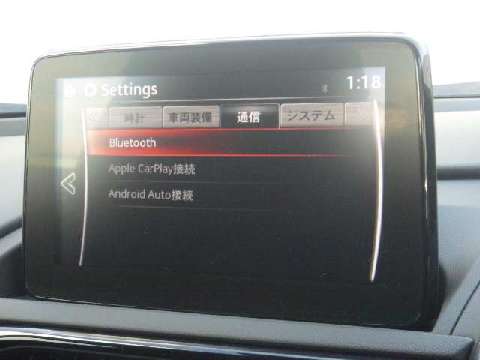 Settings
1:18
時計 車両装備 通信 システム
Bluetooth
Apple CarPlay接続
Android Auto接続